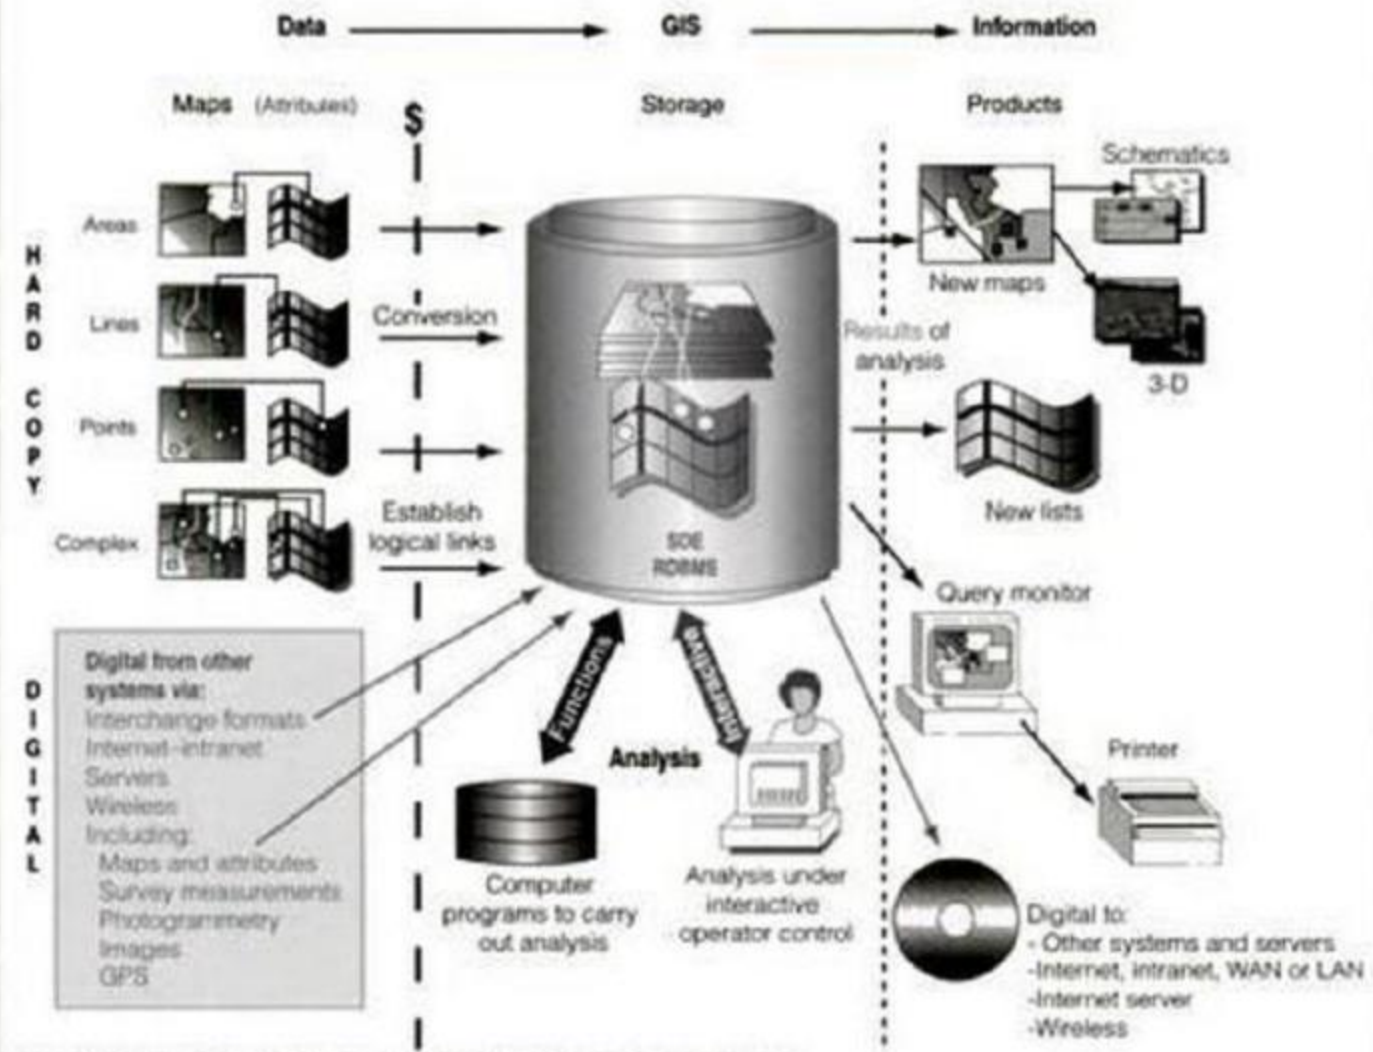 Data GIS Information
Maps (Attributes) $ Storage Products
Schematics
Areas
New maps
Lines
Conversion
Results of
analysis
3-D
HARD COPY
Points
New lists
Establish
logical links
Complex
SDE
RDBMS
Query monitor
DIGITAL
Digital from other
systems via:
Interchange formats
Internet-intranet
Servers
Wireless
Including:
Maps and attributes
Survey measurements
Photogrammetry
Images
GPS
Functions
Interactive
Analysis
Printer
Computer
programs to carry
out analysis
Analysis under
interactive
operator control
Digital to:
- Other systems and servers
-Internet, intranet, WAN or LAN
-Internet server
-Wireless